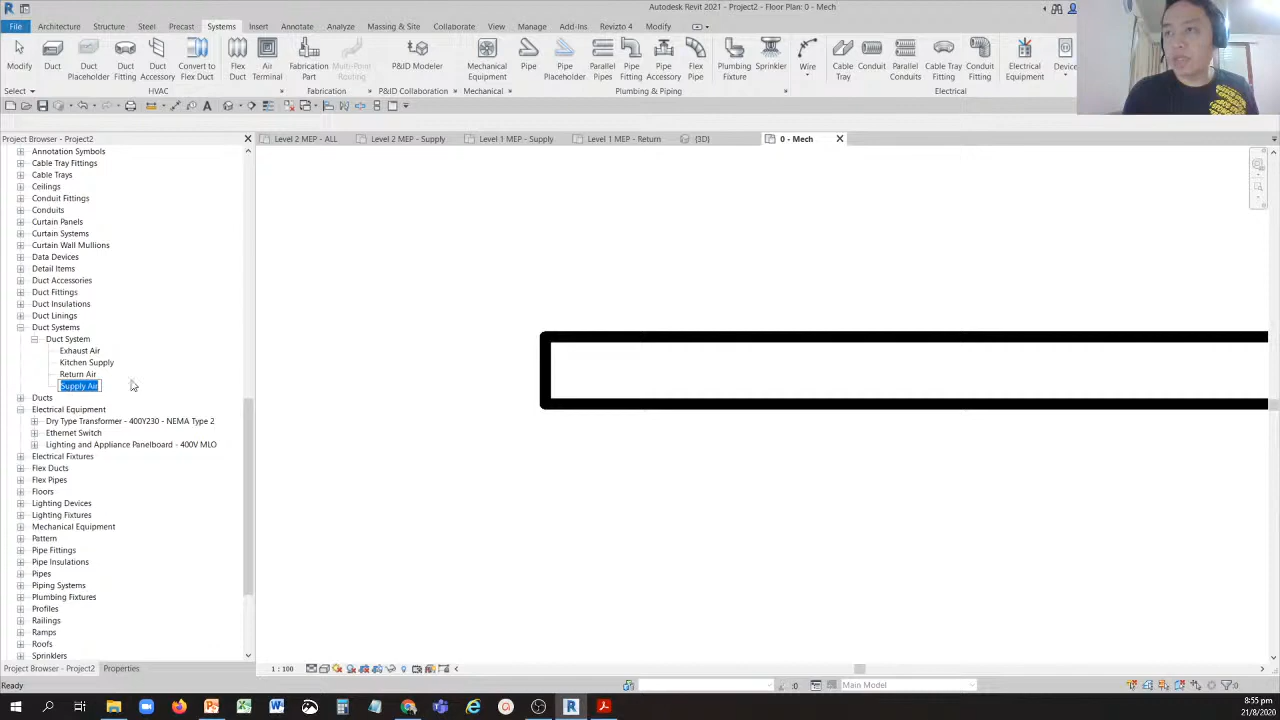 Autodesk Revit 2021 - Project2 - Floor Plan: 0 - Mech
File Architecture Structure Steel Precast Systems Insert Annotate Analyze Massing & Site Collaborate View Manage Add-Ins Revizto 4 Modify
Modify Duct Duct Placeholder Duct Fitting Duct Accessory Convert to Flex Duct Flex Duct Air Terminal Fabrication Part Multi-Point Routing P&ID Modeler Mechanical Equipment Pipe Pipe Placeholder Parallel Pipes Pipe Fitting Pipe Accessory Flex Pipe Plumbing Fixture Sprinkler Wire Cable Tray Conduit Parallel Conduits Cable Tray Fitting Conduit Fitting Electrical Equipment Device
Select HVAC Fabrication P&ID Collaboration Mechanical Plumbing & Piping Electrical
Project Browser - Project2
Level 2 MEP - ALL Level 2 MEP - Supply Level 1 MEP - Supply Level 1 MEP - Return {3D} 0 - Mech
Annotation Symbols
Cable Tray Fittings
Cable Trays
Ceilings
Conduit Fittings
Conduits
Curtain Panels
Curtain Systems
Curtain Wall Mullions
Data Devices
Detail Items
Duct Accessories
Duct Fittings
Duct Insulations
Duct Linings
Duct Systems
Duct System
Exhaust Air
Kitchen Supply
Return Air
Supply Air
Ducts
Electrical Equipment
Dry Type Transformer - 400Y230 - NEMA Type 2
Ethernet Switch
Lighting and Appliance Panelboard - 400V MLO
Electrical Fixtures
Flex Ducts
Flex Pipes
Floors
Lighting Devices
Lighting Fixtures
Mechanical Equipment
Pattern
Pipe Fittings
Pipe Insulations
Pipes
Piping Systems
Plumbing Fixtures
Profiles
Railings
Ramps
Roofs
Sprinklers
Project Browser - Project2 Properties
1 : 100
Ready
:0
Main Model
:0
8:55 pm
21/8/2020